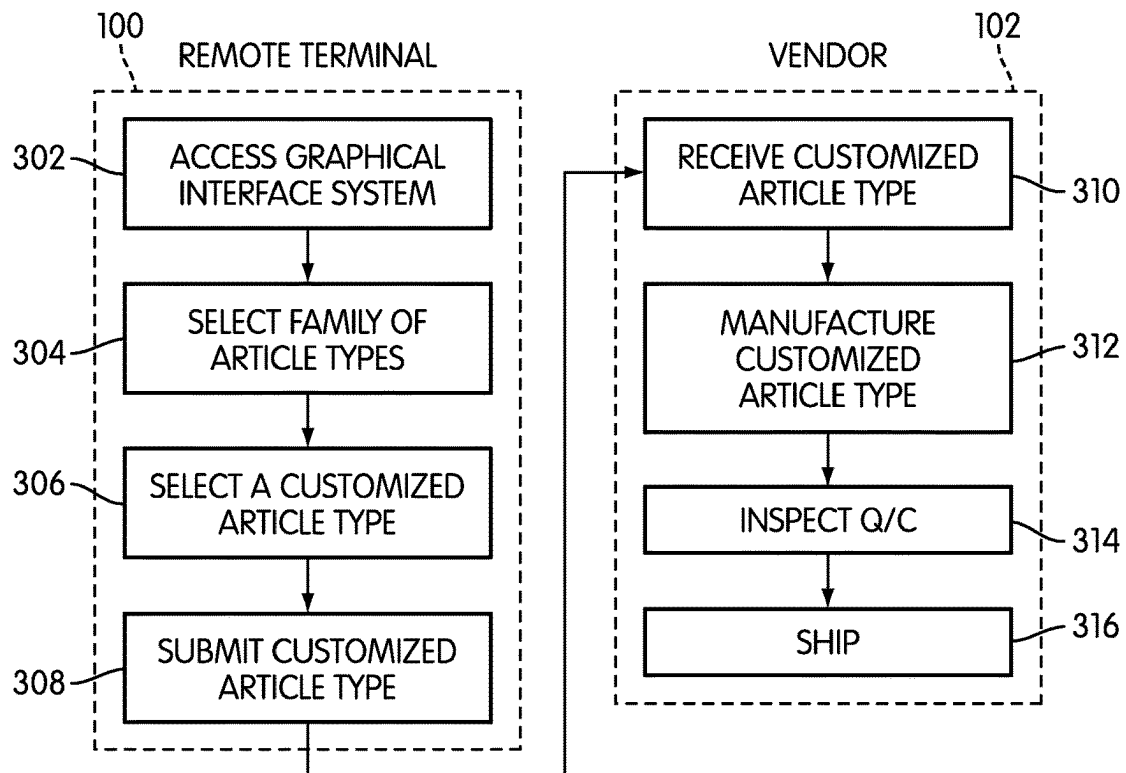 100
REMOTE TERMINAL
302
ACCESS GRAPHICAL
INTERFACE SYSTEM
304
SELECT FAMILY OF
ARTICLE TYPES
306
SELECT A CUSTOMIZED
ARTICLE TYPE
308
SUBMIT CUSTOMIZED
ARTICLE TYPE
VENDOR
102
RECEIVE CUSTOMIZED
ARTICLE TYPE
310
MANUFACTURE
CUSTOMIZED
ARTICLE TYPE
312
INSPECT Q/C
314
SHIP
316